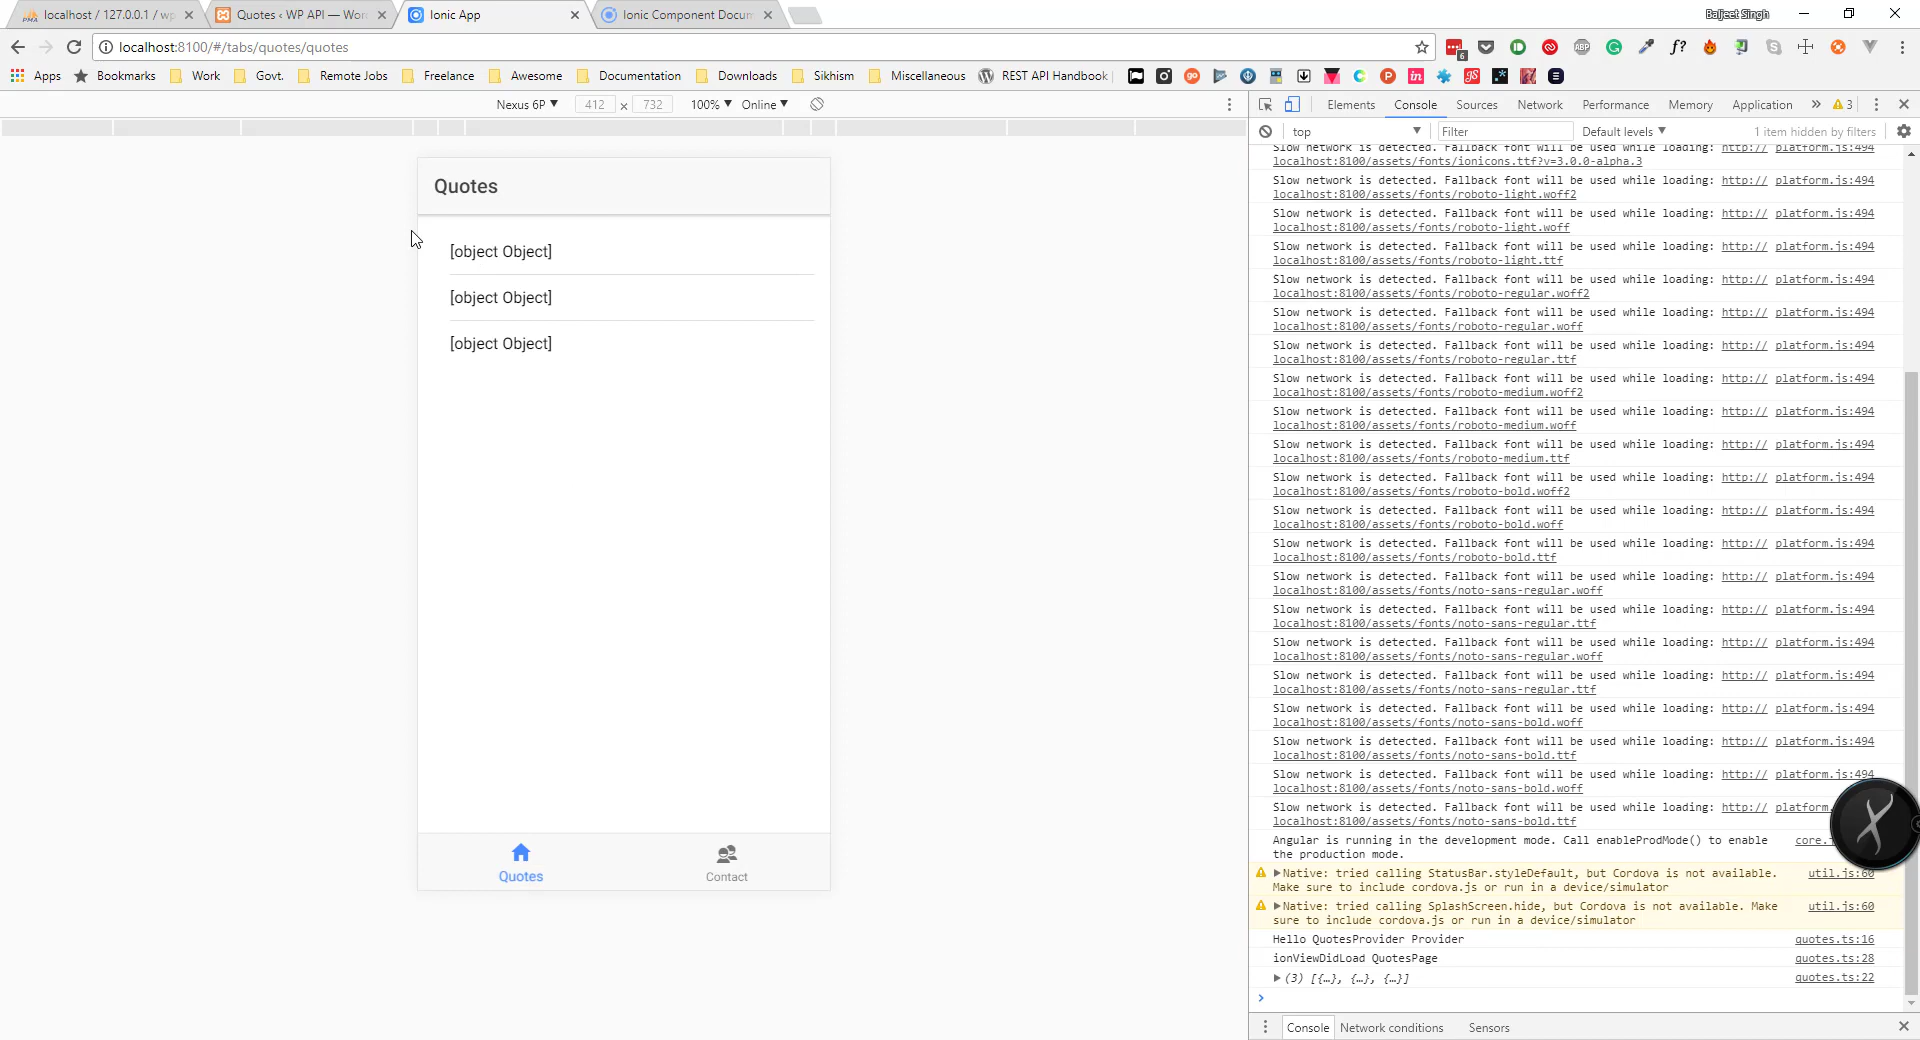 localhost / 127.0.0.1 / wp
Quotes ‹ WP API — Word
Ionic App
Ionic Component Docum
Baljeet Singh
localhost:8100/#/tabs/quotes/quotes
6
ABP
f?
Apps
Bookmarks
Work
Govt.
Remote Jobs
Freelance
Awesome
Documentation
Downloads
Sikhism
Miscellaneous
REST API Handbook
Nexus 6P ▼ 412 x 732 100% ▼ Online ▼
Elements Console Sources Network Performance Memory Application » 3
top ▼ Filter Default levels ▼ 1 item hidden by filters
Quotes
[object Object]
[object Object]
[object Object]
Quotes
Contact
Slow network is detected. Fallback font will be used while loading: http:// platform.js:494
localhost:8100/assets/fonts/ionicons.ttf?v=3.0.0-alpha.3
Slow network is detected. Fallback font will be used while loading: http:// platform.js:494
localhost:8100/assets/fonts/roboto-light.woff2
Slow network is detected. Fallback font will be used while loading: http:// platform.js:494
localhost:8100/assets/fonts/roboto-light.woff
Slow network is detected. Fallback font will be used while loading: http:// platform.js:494
localhost:8100/assets/fonts/roboto-light.ttf
Slow network is detected. Fallback font will be used while loading: http:// platform.js:494
localhost:8100/assets/fonts/roboto-regular.woff2
Slow network is detected. Fallback font will be used while loading: http:// platform.js:494
localhost:8100/assets/fonts/roboto-regular.woff
Slow network is detected. Fallback font will be used while loading: http:// platform.js:494
localhost:8100/assets/fonts/roboto-regular.ttf
Slow network is detected. Fallback font will be used while loading: http:// platform.js:494
localhost:8100/assets/fonts/roboto-medium.woff2
Slow network is detected. Fallback font will be used while loading: http:// platform.js:494
localhost:8100/assets/fonts/roboto-medium.woff
Slow network is detected. Fallback font will be used while loading: http:// platform.js:494
localhost:8100/assets/fonts/roboto-medium.ttf
Slow network is detected. Fallback font will be used while loading: http:// platform.js:494
localhost:8100/assets/fonts/roboto-bold.woff2
Slow network is detected. Fallback font will be used while loading: http:// platform.js:494
localhost:8100/assets/fonts/roboto-bold.woff
Slow network is detected. Fallback font will be used while loading: http:// platform.js:494
localhost:8100/assets/fonts/roboto-bold.ttf
Slow network is detected. Fallback font will be used while loading: http:// platform.js:494
localhost:8100/assets/fonts/noto-sans-regular.woff
Slow network is detected. Fallback font will be used while loading: http:// platform.js:494
localhost:8100/assets/fonts/noto-sans-regular.ttf
Slow network is detected. Fallback font will be used while loading: http:// platform.js:494
localhost:8100/assets/fonts/noto-sans-regular.woff
Slow network is detected. Fallback font will be used while loading: http:// platform.js:494
localhost:8100/assets/fonts/noto-sans-regular.ttf
Slow network is detected. Fallback font will be used while loading: http:// platform.js:494
localhost:8100/assets/fonts/noto-sans-bold.woff
Slow network is detected. Fallback font will be used while loading: http:// platform.js:494
localhost:8100/assets/fonts/noto-sans-bold.ttf
Slow network is detected. Fallback font will be used while loading: http:// platform.js:494
localhost:8100/assets/fonts/noto-sans-bold.woff
Slow network is detected. Fallback font will be used while loading: http:// platform.
localhost:8100/assets/fonts/noto-sans-bold.ttf
Angular is running in the development mode. Call enableProdMode() to enable core.
the production mode.
▶Native: tried calling StatusBar.styleDefault, but Cordova is not available. util.js:60
Make sure to include cordova.js or run in a device/simulator
▶Native: tried calling SplashScreen.hide, but Cordova is not available. Make util.js:60
sure to include cordova.js or run in a device/simulator
Hello QuotesProvider Provider quotes.ts:16
ionViewDidLoad QuotesPage quotes.ts:28
▶(3) [{…}, {…}, {…}] quotes.ts:22
Console Network conditions Sensors